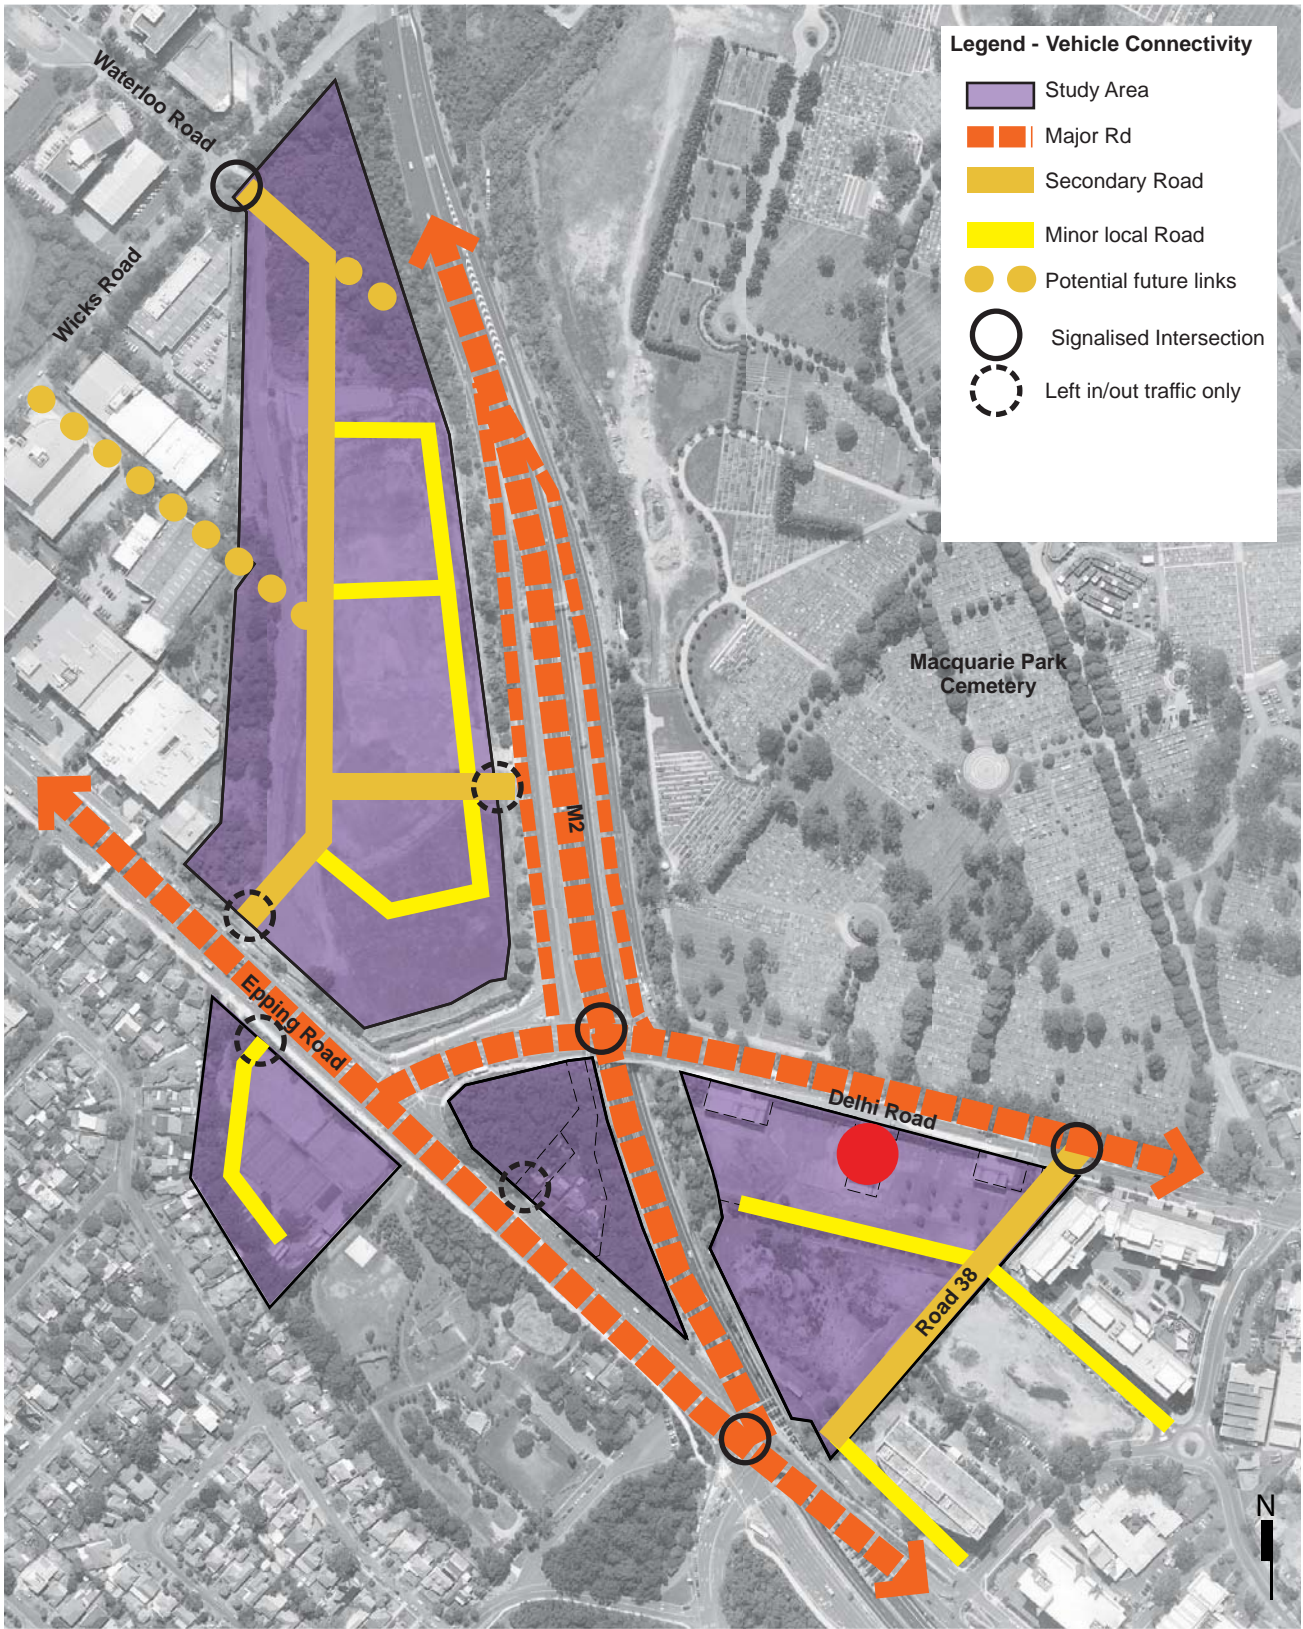 Legend - Vehicle Connectivity
Study Area
Major Rd
Secondary Road
Minor local Road
Potential future links
Signalised Intersection
Left in/out traffic only
Waterloo Road
Wicks Road
Macquarie Park
Cemetery
M2
Epping Road
Delhi Road
Road 38
N